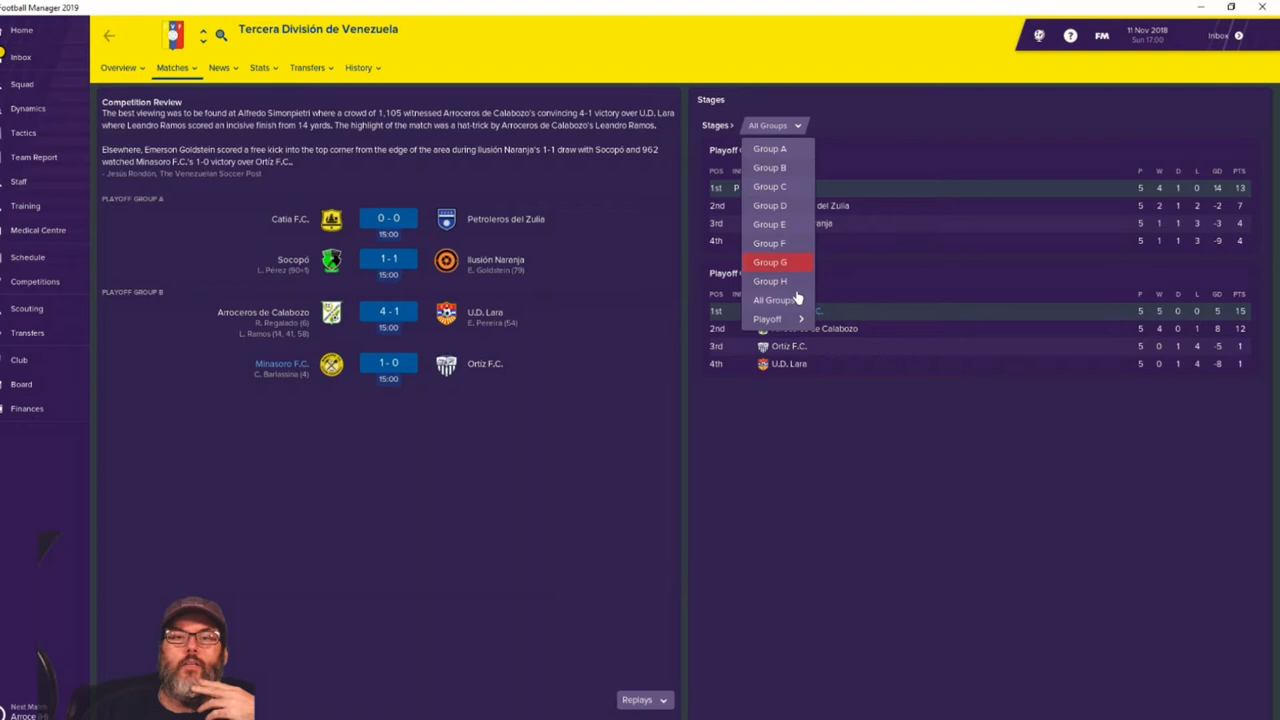 Football Manager 2019
Tercera División de Venezuela
11 Nov 2018
Sun 17:00
Inbox
FM
Overview
Matches
News
Stats
Transfers
History
Home
Inbox
Squad
Dynamics
Tactics
Team Report
Staff
Training
Medical Centre
Schedule
Competitions
Scouting
Transfers
Club
Board
Finances
Next Ma
Arroce
Competition Review
The best viewing was to be found at Alfredo Simonpietri where a crowd of 1,105 witnessed Arroceros de Calabozo's convincing 4-1 victory over U.D. Lara
where Leandro Ramos scored an incisive finish from 14 yards. The highlight of the match was a hat-trick by Arroceros de Calabozo's Leandro Ramos.
Elsewhere, Emerson Goldstein scored a free kick into the top corner from the edge of the area during Ilusión Naranja's 1-1 draw with Socopó and 962
watched Minasoro F.C.'s 1-0 victory over Ortíz F.C..
- Jesús Rondón, The Venezuelan Soccer Post
PLAYOFF GROUP A
Catia F.C. 0 - 0 Petroleros del Zulia
15:00
Socopó 1 - 1 Ilusión Naranja
L. Pérez (90+1) 15:00 E. Goldstein (79)
PLAYOFF GROUP B
Arroceros de Calabozo 4 - 1 U.D. Lara
R. Regalado (6) 15:00 E. Pereira (54)
L. Ramos (14, 41, 58)
Minasoro F.C. 1 - 0 Ortíz F.C.
C. Barlassina (4) 15:00
Replays
Stages
Stages All Groups
Group A
Group B
Group C
Group D
Group E
Group F
Group G
Group H
All Groups
Playoff
Playoff
POS P W D L GD PTS
1st P 5 4 1 0 14 13
2nd del Zulia 5 2 1 2 -2 7
3rd ranja 5 1 1 3 -3 4
4th 5 1 1 3 -9 4
Playoff
POS P W D L GD PTS
1st C. 5 5 0 0 5 15
2nd de Calabozo 5 4 0 1 8 12
3rd Ortíz F.C. 5 0 1 4 -5 1
4th U.D. Lara 5 0 1 4 -8 1